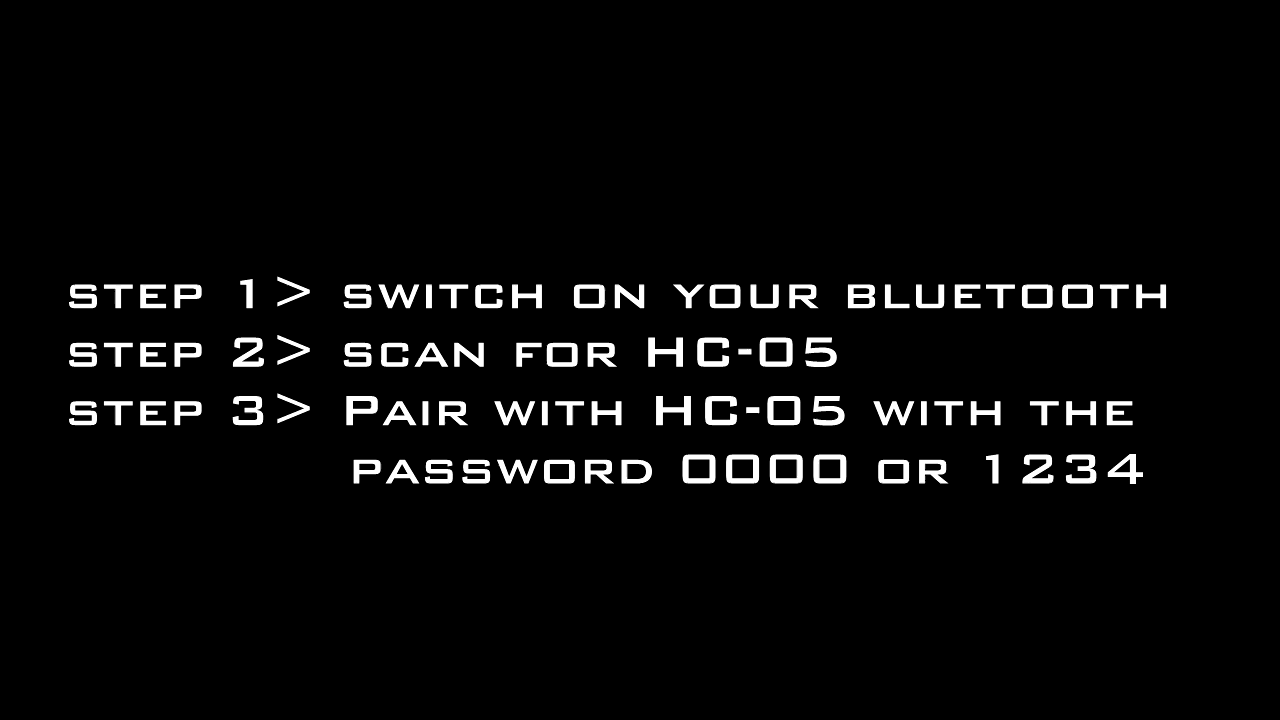 STEP 1> SWITCH ON YOUR BLUETOOTH
STEP 2> SCAN FOR HC-05
STEP 3> PAIR WITH HC-05 WITH THE
PASSWORD 0000 OR 1234